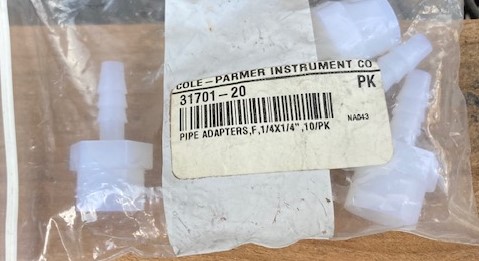 COLE-PARMER INSTRUMENT CO
31701-20 PK
PIPE ADAPTERS,F,1/4X1/4",10/PK NA043